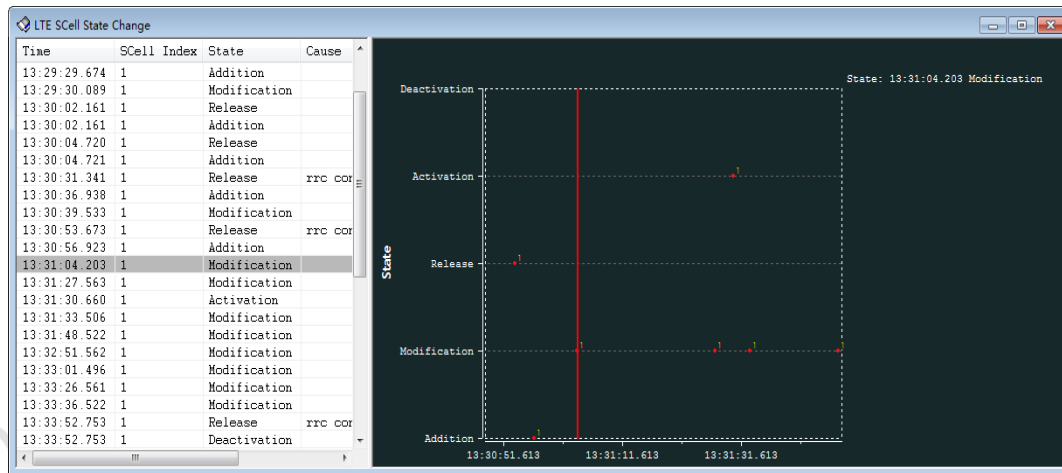 LTE SCell State Change
Time SCell Index State Cause
13:29:29.674 1 Addition
13:29:30.089 1 Modification
13:30:02.161 1 Release
13:30:02.161 1 Addition
13:30:04.720 1 Release
13:30:04.721 1 Addition
13:30:31.341 1 Release rrc cor
13:30:36.938 1 Addition
13:30:39.533 1 Modification
13:30:53.673 1 Release rrc cor
13:30:56.923 1 Addition
13:31:04.203 1 Modification
13:31:27.563 1 Modification
13:31:30.660 1 Activation
13:31:33.506 1 Modification
13:31:48.522 1 Modification
13:32:51.562 1 Modification
13:33:01.496 1 Modification
13:33:26.561 1 Modification
13:33:36.522 1 Modification
13:33:52.753 1 Release rrc cor
13:33:52.753 1 Deactivation
State: 13:31:04.203 Modification
Deactivation
Activation 1
State
Release 1
Modification 1 1 1 1
Addition 1
13:30:51.613 13:31:11.613 13:31:31.613